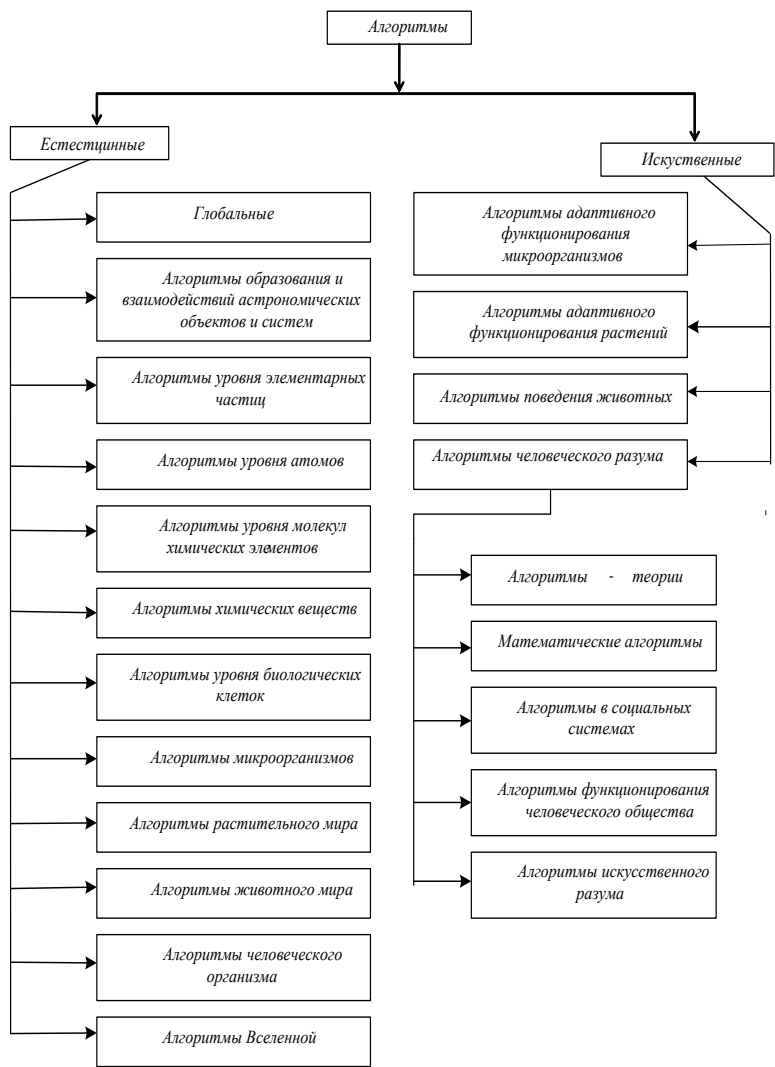 Алгоритмы
Естестцинные
Искуственные
Глобальные
Алгоритмы образования и
взаимодействий астрономических
объектов и систем
Алгоритмы уровня элементарных
частиц
Алгоритмы уровня атомов
Алгоритмы уровня молекул
химических элементов
Алгоритмы химических веществ
Алгоритмы уровня биологических
клеток
Алгоритмы микроорганизмов
Алгоритмы растительного мира
Алгоритмы животного мира
Алгоритмы человеческого
организма
Алгоритмы Вселенной
Алгоритмы адаптивного
функционирования
микроорганизмов
Алгоритмы адаптивного
функционирования растений
Алгоритмы поведения животных
Алгоритмы человеческого разума
Алгоритмы - теории
Математические алгоритмы
Алгоритмы в социальных
системах
Алгоритмы функционирования
человеческого общества
Алгоритмы искусственного
разума